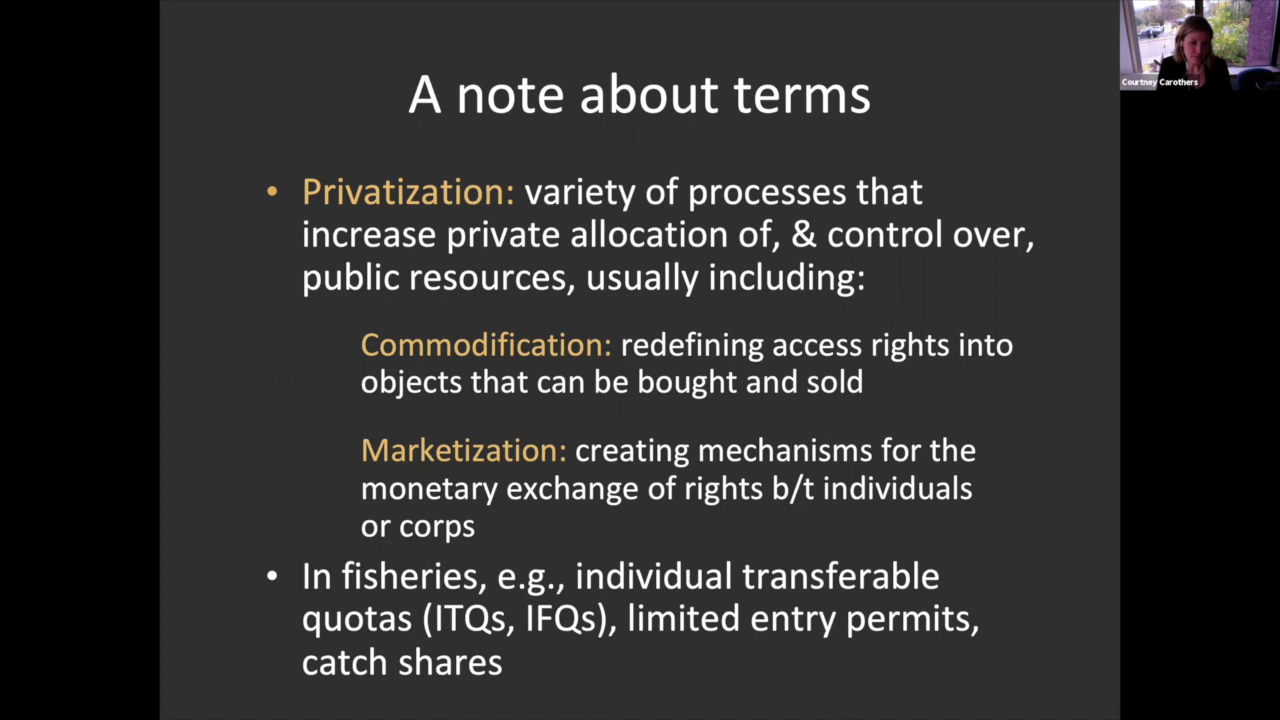 A note about terms
Courtney Carothers
• Privatization: variety of processes that
increase private allocation of, & control over,
public resources, usually including:
Commodification: redefining access rights into
objects that can be bought and sold
Marketization: creating mechanisms for the
monetary exchange of rights b/t individuals
or corps
• In fisheries, e.g., individual transferable
quotas (ITQs, IFQs), limited entry permits,
catch shares